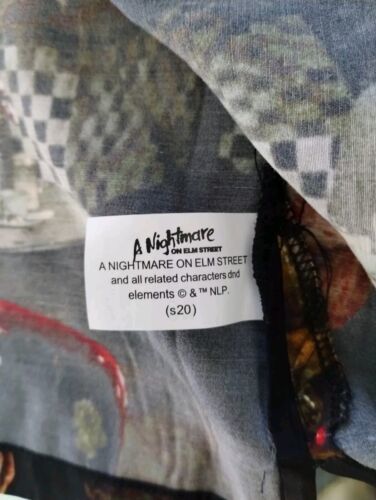 A Nightmare
ON ELM STREET
A NIGHTMARE ON ELM STREET
and all related characters dnd
elements © & ™ NLP.
(s20)